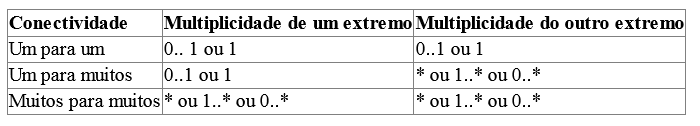 Conectividade Multiplicidade de um extremo Multiplicidade do outro extremo
Um para um 0.. 1 ou 1 0..1 ou 1
Um para muitos 0..1 ou 1 * ou 1..* ou 0..*
Muitos para muitos * ou 1..* ou 0..* * ou 1..* ou 0..*